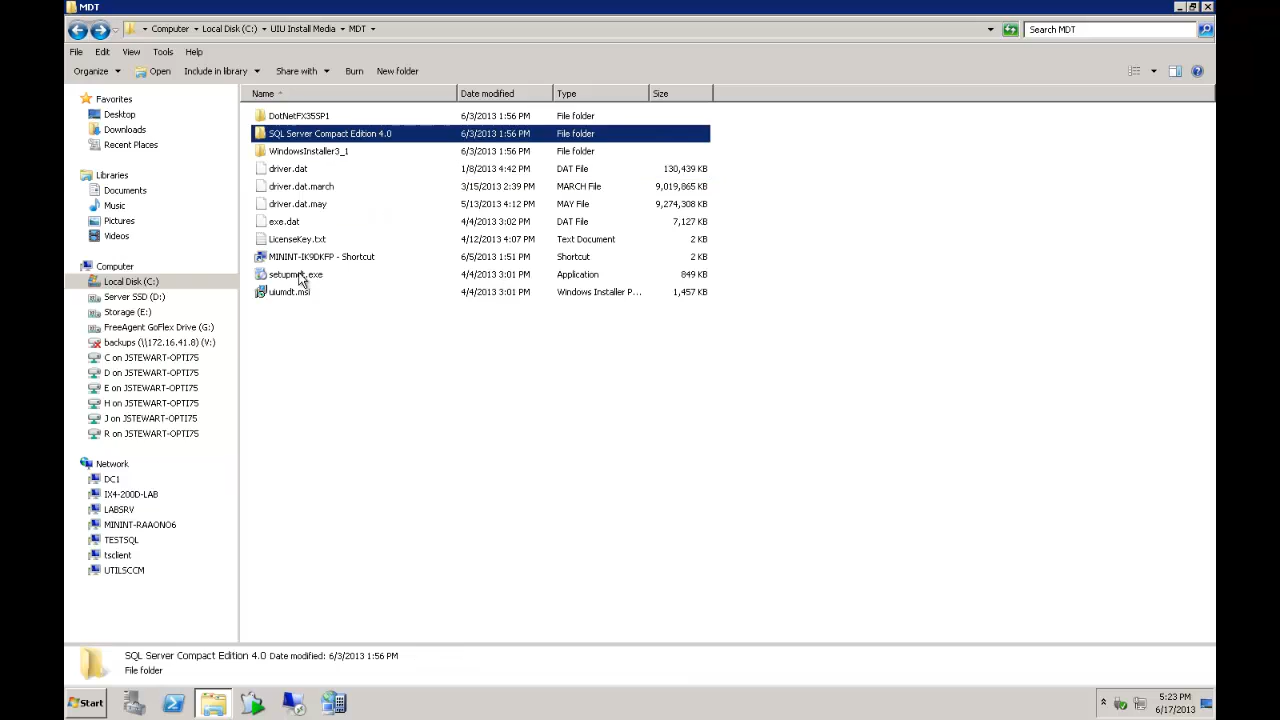 MDT
Computer Local Disk (C:) UIU Install Media MDT Search MDT
File Edit View Tools Help
Organize Open Include in library Share with Burn New folder
Favorites
Desktop
Downloads
Recent Places
Libraries
Documents
Music
Pictures
Videos
Computer
Local Disk (C:)
Server SSD (D:)
Storage (E:)
FreeAgent GoFlex Drive (G:)
backups (\\172.16.41.8) (V:)
C on JSTEWART-OPTI75
D on JSTEWART-OPTI75
E on JSTEWART-OPTI75
H on JSTEWART-OPTI75
J on JSTEWART-OPTI75
R on JSTEWART-OPTI75
Network
DC1
IX4-200D-LAB
LABSRV
MININT-RAAONO6
TESTSQL
tsclient
UTILSCCM
Name Date modified Type Size
DotNetFX35SP1 6/3/2013 1:56 PM File folder
SQL Server Compact Edition 4.0 6/3/2013 1:56 PM File folder
WindowsInstaller3_1 6/3/2013 1:56 PM File folder
driver.dat 1/8/2013 4:42 PM DAT File 130,439 KB
driver.dat.march 3/15/2013 2:39 PM MARCH File 9,019,865 KB
driver.dat.may 5/13/2013 4:12 PM MAY File 9,274,308 KB
exe.dat 4/4/2013 3:02 PM DAT File 7,127 KB
LicenseKey.txt 4/12/2013 4:07 PM Text Document 2 KB
MININT-IK9DKFP - Shortcut 6/5/2013 1:51 PM Shortcut 2 KB
4/4/2013 3:01 PM Application 849 KB
uiumdt.msi 4/4/2013 3:01 PM Windows Installer P... 1,457 KB
SQL Server Compact Edition 4.0 Date modified: 6/3/2013 1:56 PM
File folder
Start
5:23 PM
6/17/2013